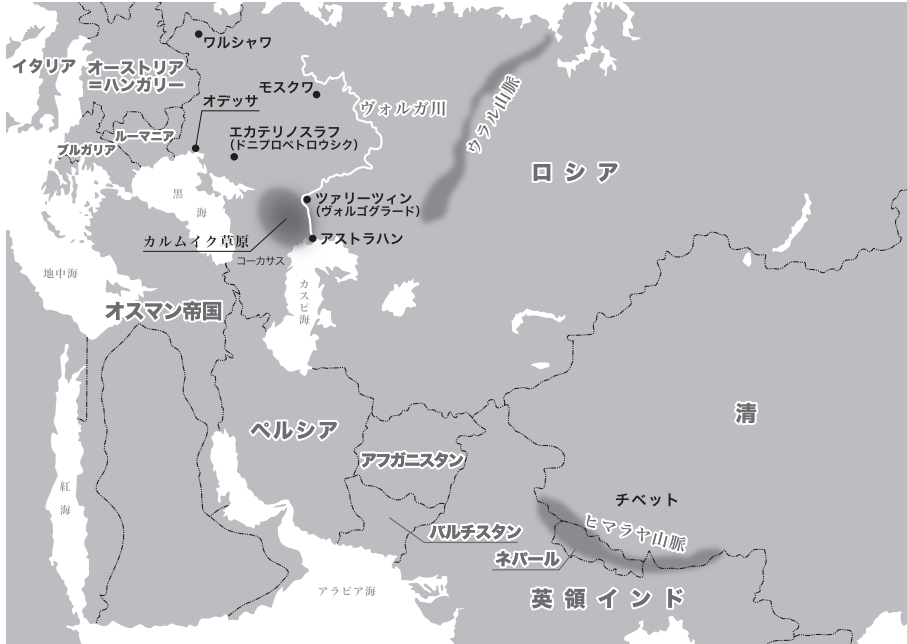 ワルシャワ
イタリア
オーストリア
＝ハンガリー
モスクワ
オデッサ
ヴォルガ川
ウラル山脈
エカテリノスラフ
（ドニプロペトロウシク）
ルーマニア
ブルガリア
ロシア
黒海
ツァリーツィン
（ヴォルゴグラード）
カルムイク草原
アストラハン
コーカサス
地中海
カスピ海
オスマン帝国
清
ペルシア
アフガニスタン
紅海
チベット
バルチスタン
ヒマラヤ山脈
ネパール
アラビア海
英領インド